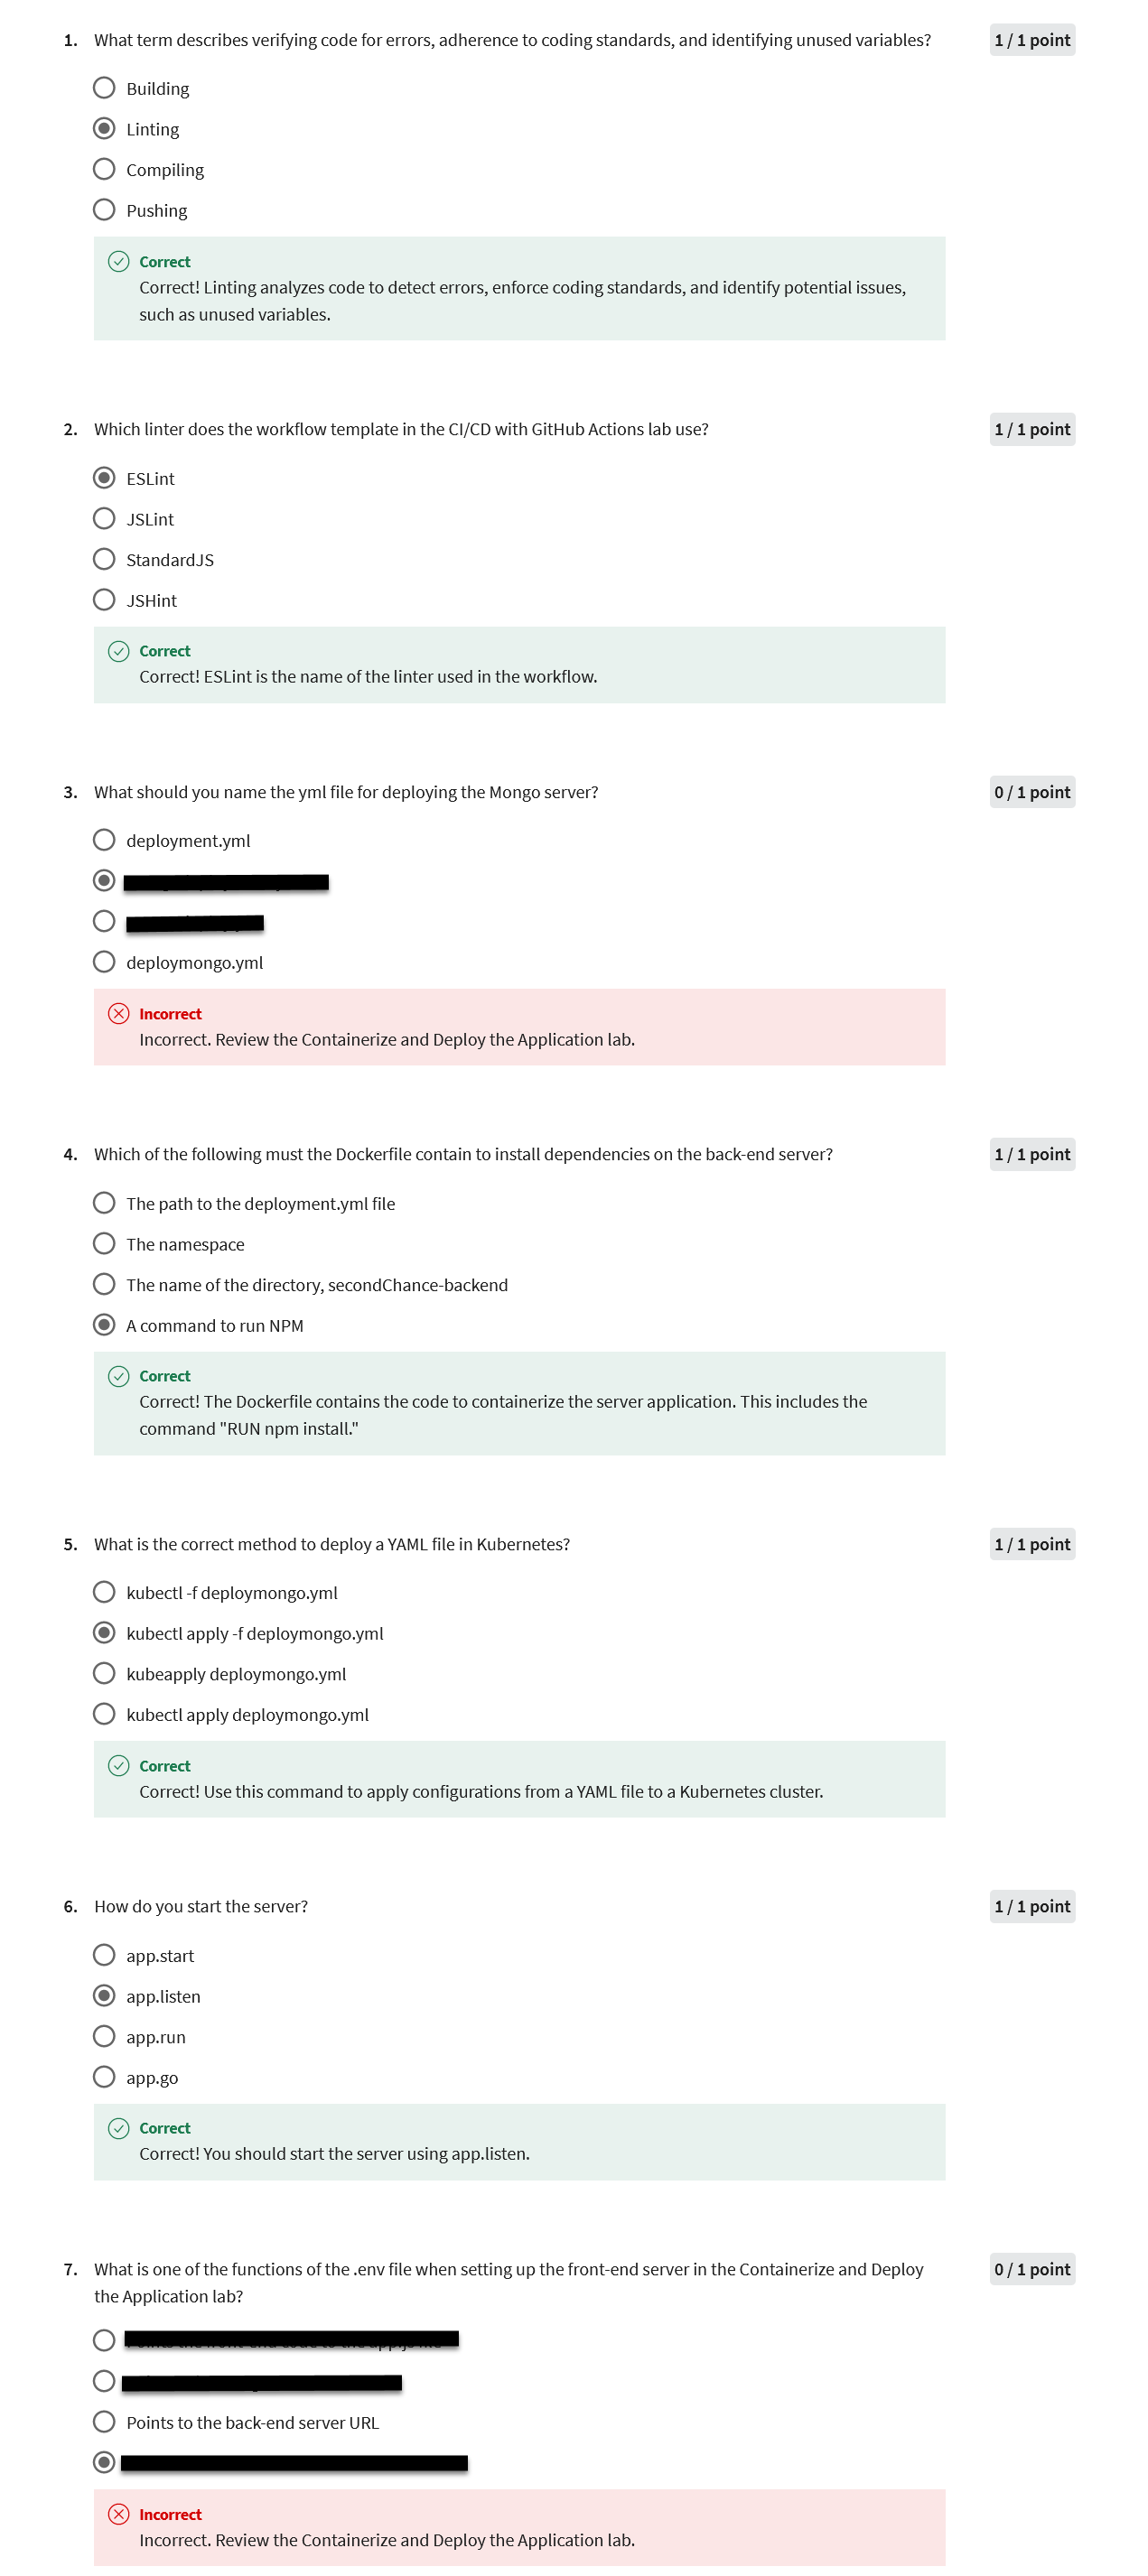 1. What term describes verifying code for errors, adherence to coding standards, and identifying unused variables? 1 / 1 point
Building
Linting
Compiling
Pushing
Correct
Correct! Linting analyzes code to detect errors, enforce coding standards, and identify potential issues,
such as unused variables.
2. Which linter does the workflow template in the CI/CD with GitHub Actions lab use? 1 / 1 point
ESLint
JSLint
StandardJS
JSHint
Correct
Correct! ESLint is the name of the linter used in the workflow.
3. What should you name the yml file for deploying the Mongo server? 0 / 1 point
deployment.yml
deploymongo.yml
Incorrect
Incorrect. Review the Containerize and Deploy the Application lab.
4. Which of the following must the Dockerfile contain to install dependencies on the back-end server? 1 / 1 point
The path to the deployment.yml file
The namespace
The name of the directory, secondChance-backend
A command to run NPM
Correct
Correct! The Dockerfile contains the code to containerize the server application. This includes the
command "RUN npm install."
5. What is the correct method to deploy a YAML file in Kubernetes? 1 / 1 point
kubectl -f deploymongo.yml
kubectl apply -f deploymongo.yml
kubeapply deploymongo.yml
kubectl apply deploymongo.yml
Correct
Correct! Use this command to apply configurations from a YAML file to a Kubernetes cluster.
6. How do you start the server? 1 / 1 point
app.start
app.listen
app.run
app.go
Correct
Correct! You should start the server using app.listen.
7. What is one of the functions of the .env file when setting up the front-end server in the Containerize and Deploy 0 / 1 point
the Application lab?
Points to the back-end server URL
Incorrect
Incorrect. Review the Containerize and Deploy the Application lab.